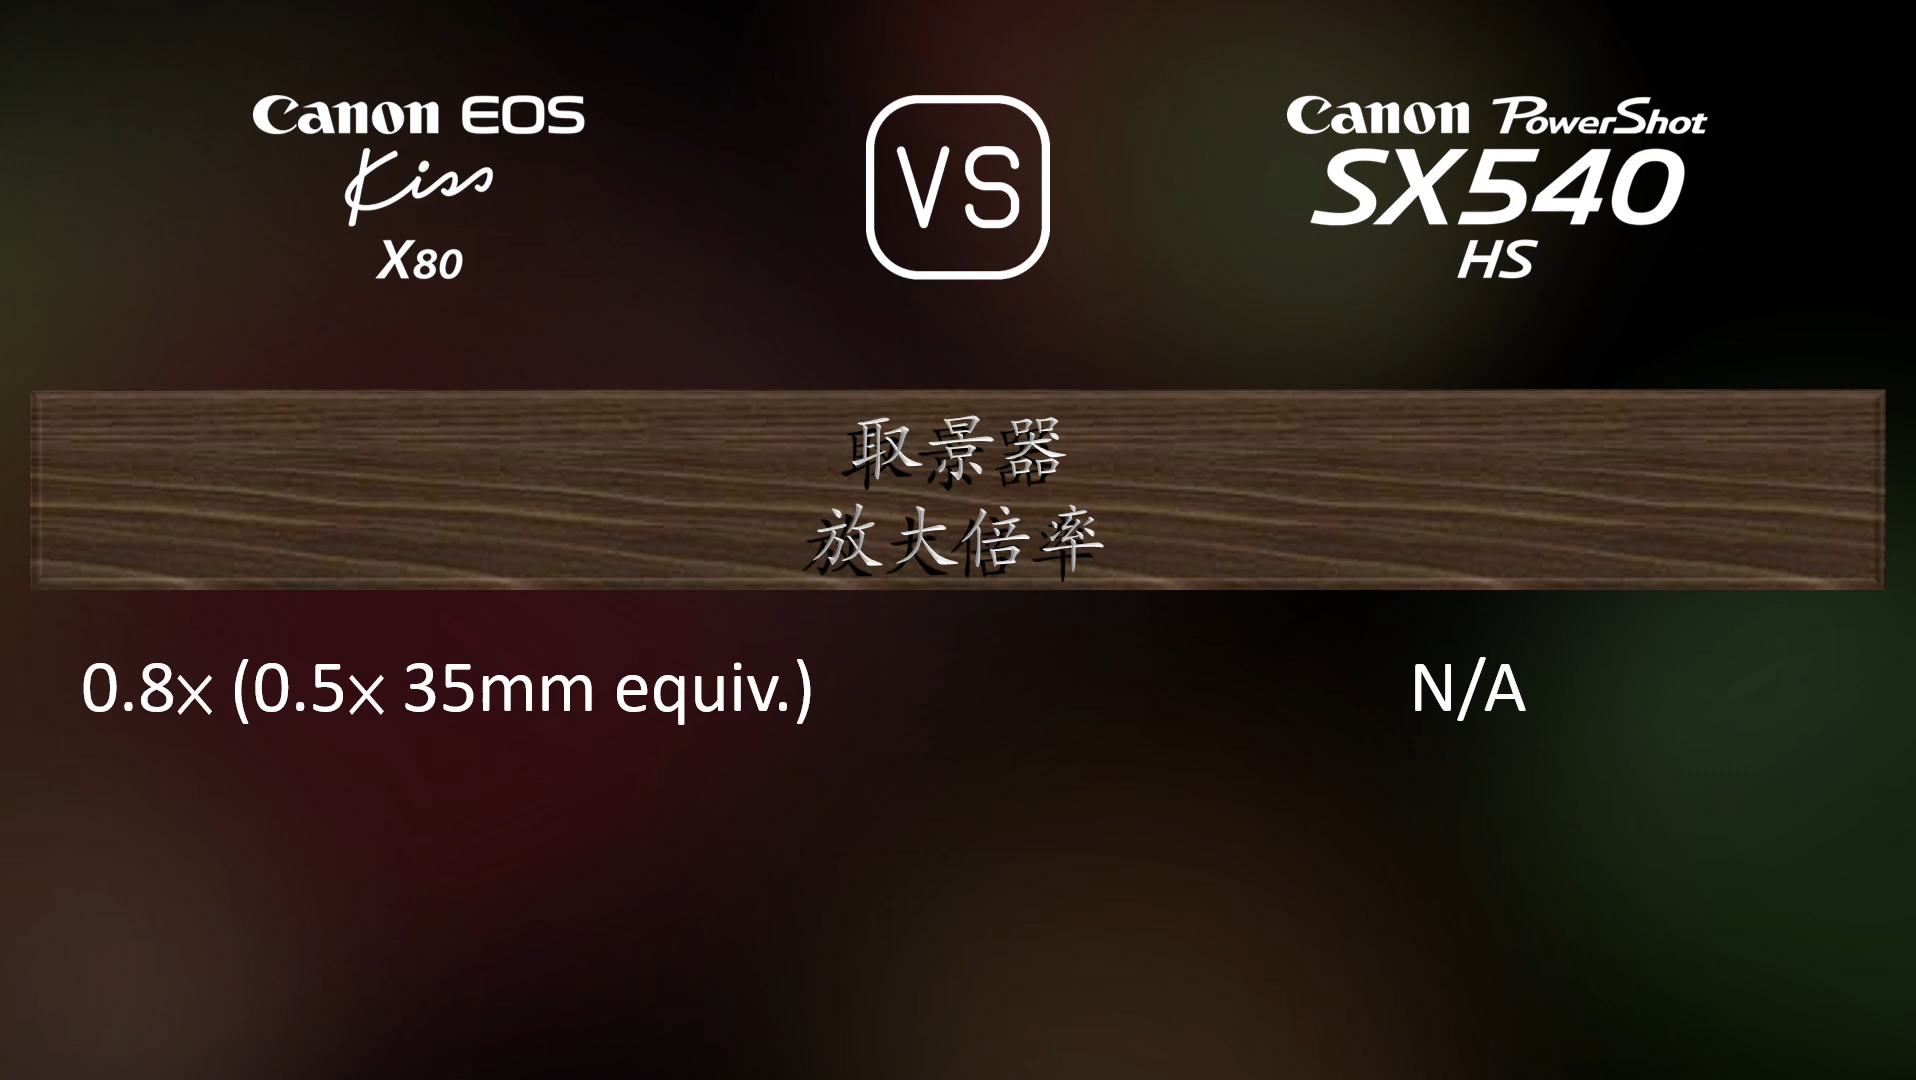 Canon EOS
Kiss
X80
VS
Canon PowerShot
SX540
HS
取景器
放大倍率
0.8x (0.5x 35mm equiv.)
N/A